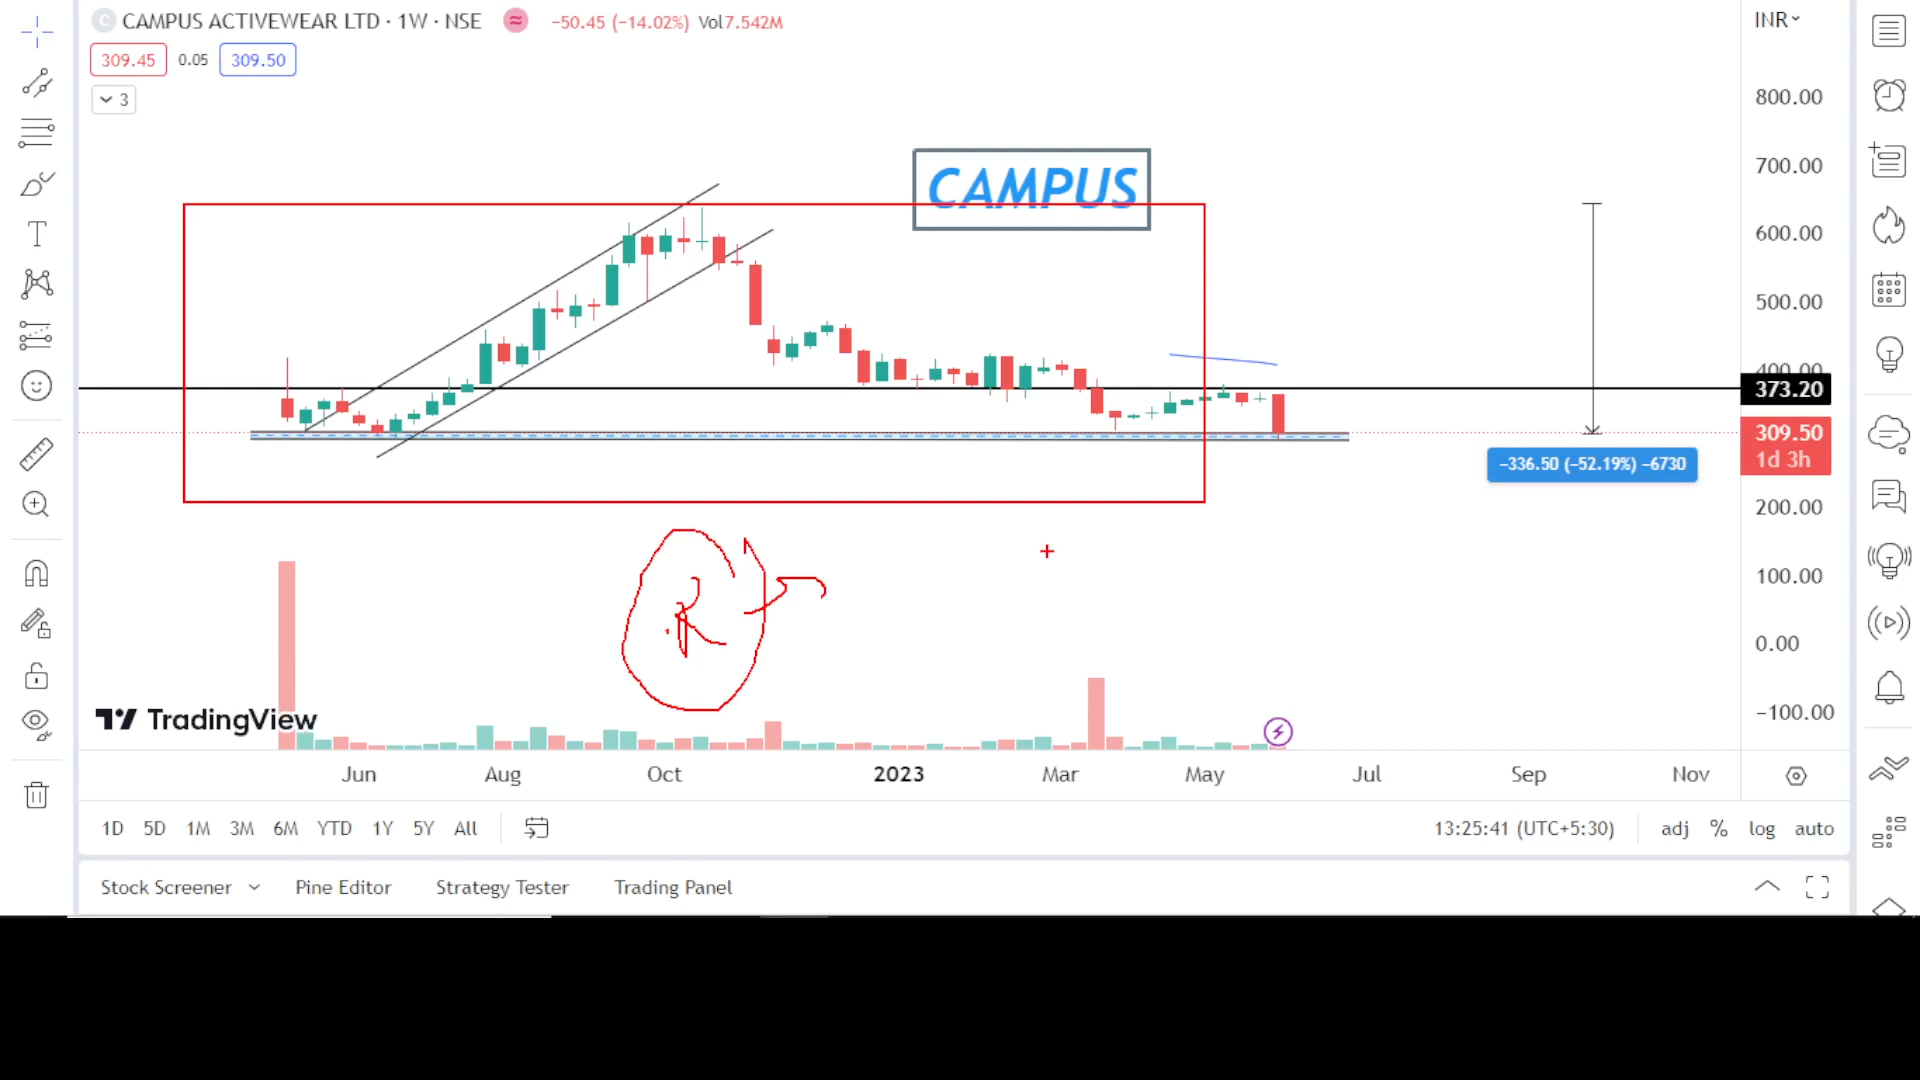 CAMPUS ACTIVEWEAR LTD · 1W · NSE −50.45 (−14.02%) Vol7.542M
INR
309.45 0.05 309.50
3
800.00
700.00
CAMPUS
600.00
500.00
400.00
373.20
309.50
1d 3h
−336.50 (−52.19%) −6730
200.00
100.00
R
0.00
−100.00
TradingView
Jun Aug Oct 2023 Mar May Jul Sep Nov
1D 5D 1M 3M 6M YTD 1Y 5Y All 13:25:41 (UTC+5:30) adj % log auto
Stock Screener Pine Editor Strategy Tester Trading Panel